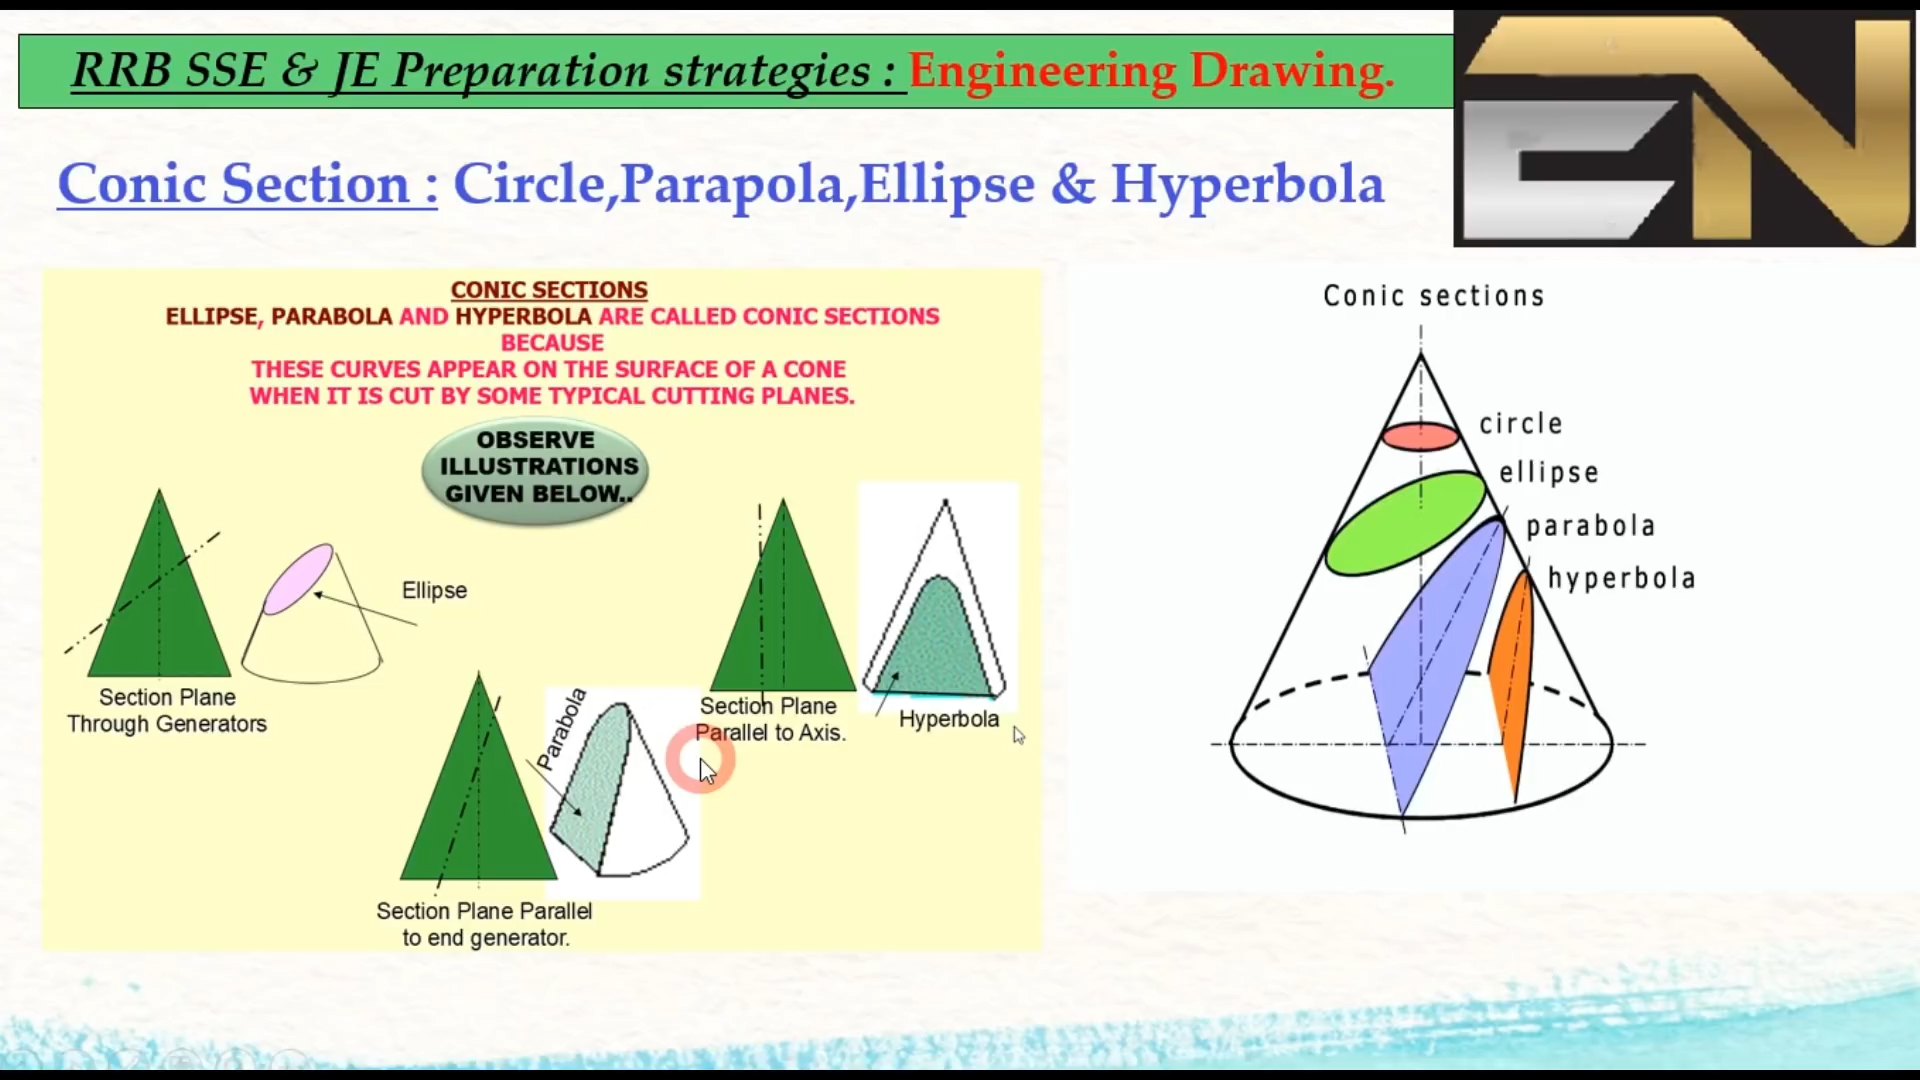 RRB SSE & JE Preparation strategies : Engineering Drawing.
EN
Conic Section : Circle,Parapola,Ellipse & Hyperbola
CONIC SECTIONS
ELLIPSE, PARABOLA AND HYPERBOLA ARE CALLED CONIC SECTIONS
BECAUSE
THESE CURVES APPEAR ON THE SURFACE OF A CONE
WHEN IT IS CUT BY SOME TYPICAL CUTTING PLANES.
OBSERVE
ILLUSTRATIONS
GIVEN BELOW..
Ellipse
Section Plane
Through Generators
Parabola
Section Plane Parallel
to end generator.
Section Plane
Parallel to Axis.
Hyperbola
Conic sections
circle
ellipse
parabola
hyperbola